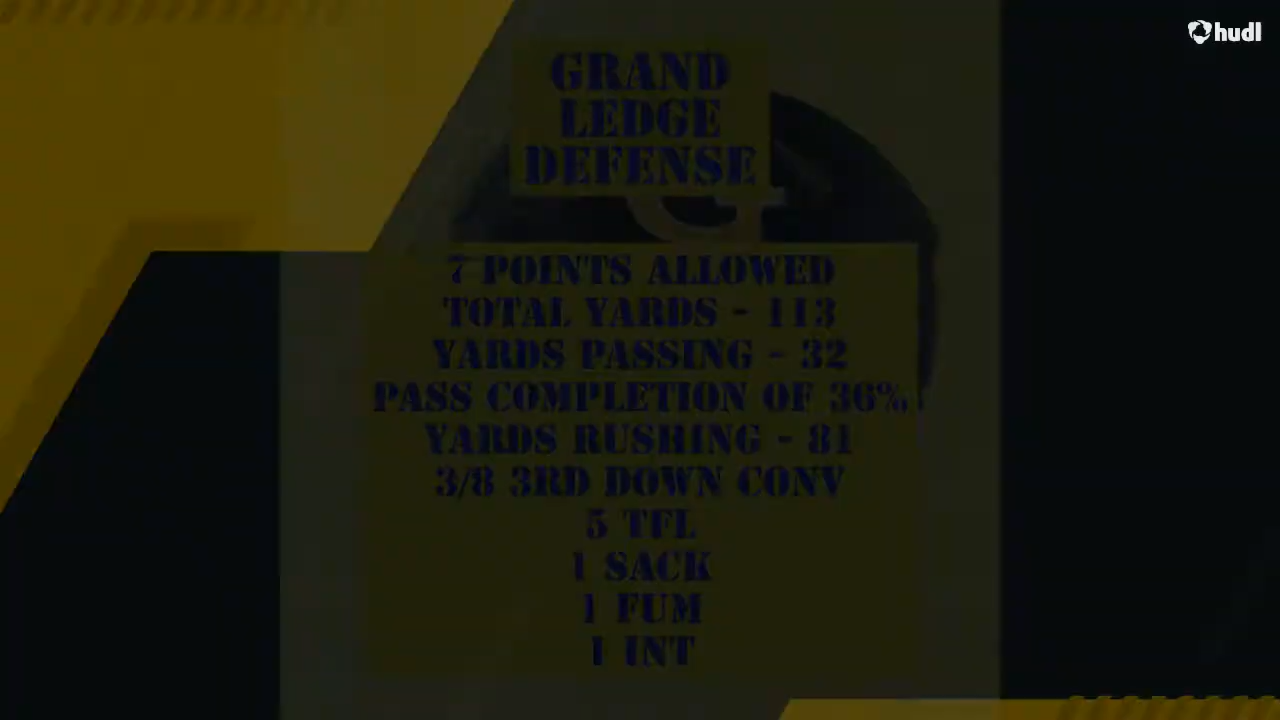 hudl
GRAND
LEDGE
DEFENSE
7 POINTS ALLOWED
TOTAL YARDS - 113
YARDS PASSING - 32
PASS COMPLETION OF 36%
YARDS RUSHING - 81
3/8 3RD DOWN CONV
5 TFL
1 SACK
1 FUM
1 INT